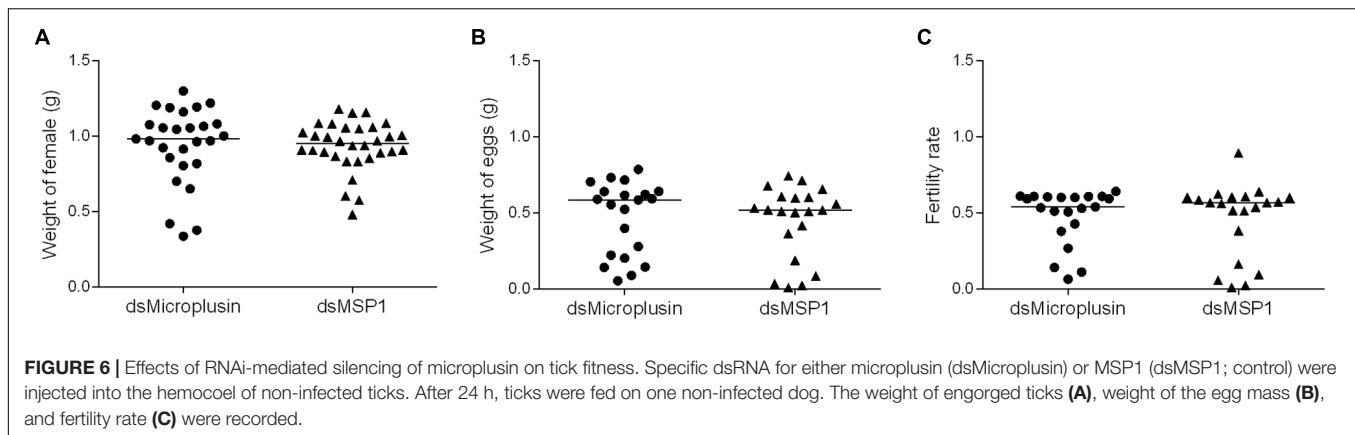 A
B
C
Weight of female (g)
1.5
1.0
0.5
0.0
dsMicroplusin
dsMSP1
Weight of eggs (g)
1.5
1.0
0.5
0.0
dsMicroplusin
dsMSP1
Fertility rate
1.5
1.0
0.5
0.0
dsMicroplusin
dsMSP1
FIGURE 6 | Effects of RNAi-mediated silencing of microplusin on tick fitness. Specific dsRNA for either microplusin (dsMicroplusin) or MSP1 (dsMSP1; control) were
injected into the hemocoel of non-infected ticks. After 24 h, ticks were fed on one non-infected dog. The weight of engorged ticks (A), weight of the egg mass (B),
and fertility rate (C) were recorded.